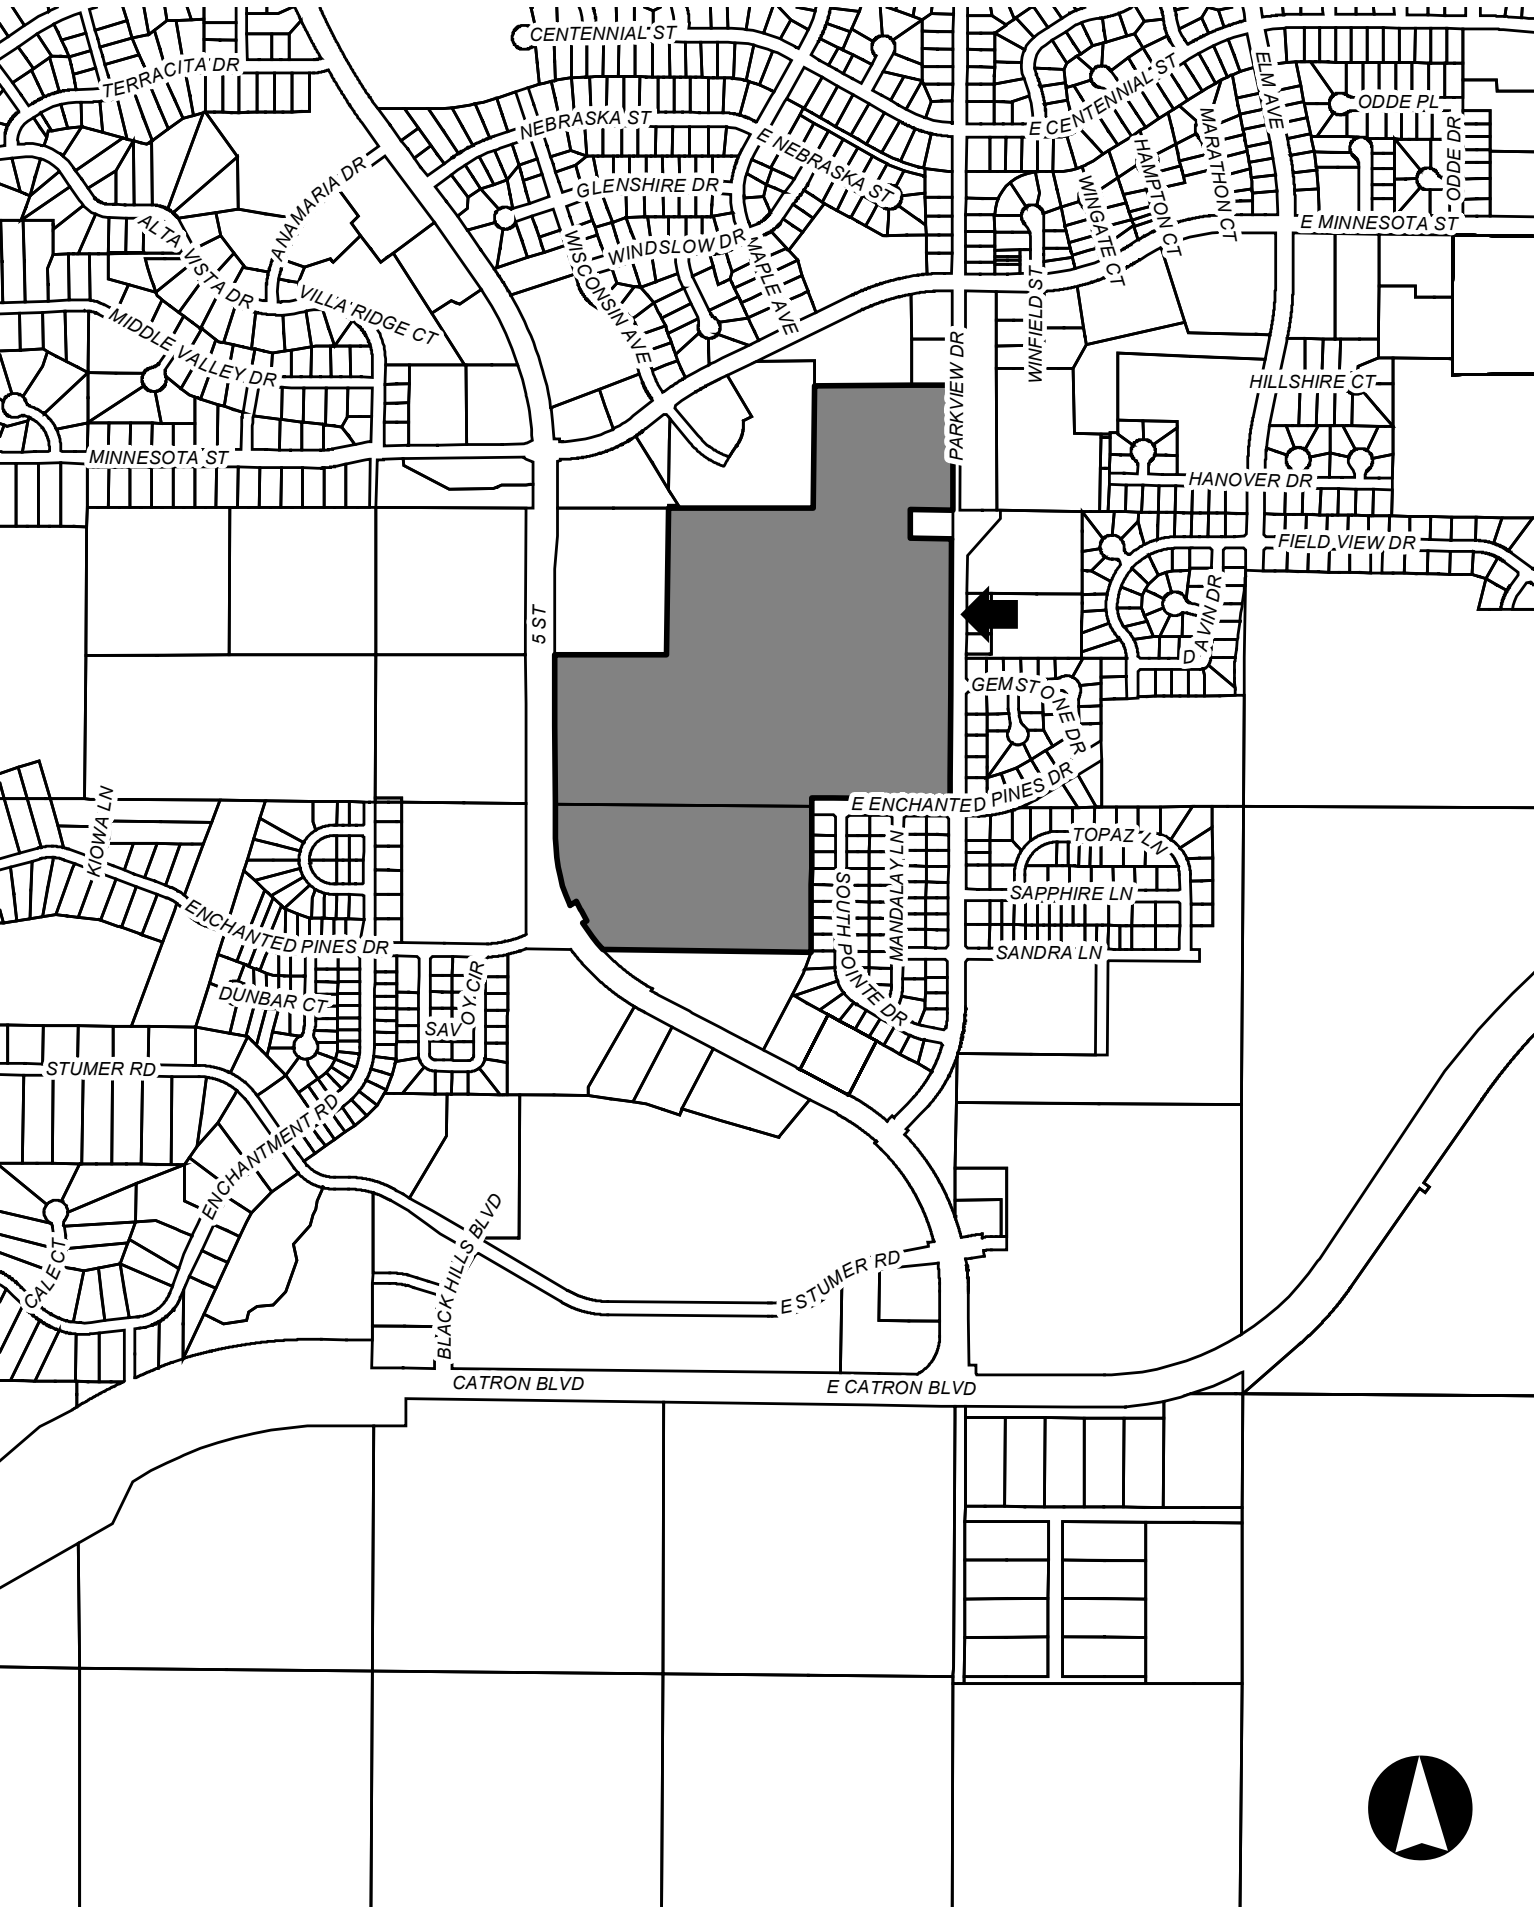 CENTENNIAL ST
TERRACITA DR
E CENTENNIAL ST
ELM AVE
ODDE PL
NEBRASKA ST
E NEBRASKA ST
MARATHON CT
HAMPTON CT
ODDE DR
ANAMARIA DR
GLENSHIRE DR
WINGATE CT
E MINNESOTA ST
ALTA VISTA DR
WISCONSIN AVE
WINDSLOW DR
MAPLE AVE
VILLA RIDGE CT
WINFIELD ST
MIDDLE VALLEY DR
PARKVIEW DR
HILLSHIRE CT
MINNESOTA ST
HANOVER DR
FIELD VIEW DR
5 ST
DAVIN DR
GEMSTONE DR
E ENCHANTED PINES DR
KIOWA LN
TOPAZ LN
SOUTH POINTE DR
MANDALAY LN
SAPPHIRE LN
ENCHANTED PINES DR
SANDRA LN
DUNBAR CT
SAVOY CIR
STUMER RD
ENCHANTMENT RD
CALE CT
BLACK HILLS BLVD
E STUMER RD
CATRON BLVD
E CATRON BLVD